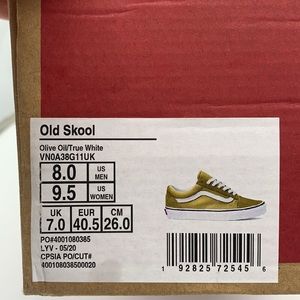 Old Skool
Olive Oil/True White
VN0A38G11UK
8.0 US MEN
9.5 US WOMEN
UK EUR CM
7.0 40.5 26.0
PO#4001080385
LYV - 05/20
CPSIA PO/CUT#
400108038500020
1 92825 72545 6